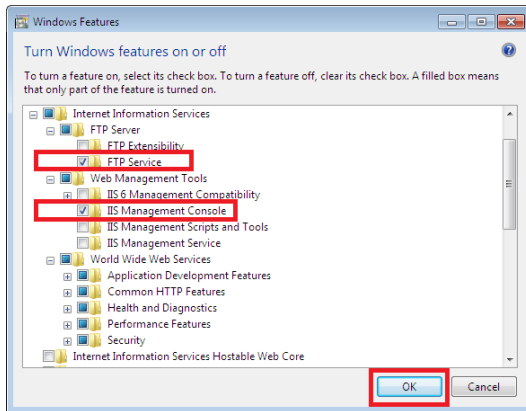 Windows Features
Turn Windows features on or off
To turn a feature on, select its check box. To turn a feature off, clear its check box. A filled box means
that only part of the feature is turned on.
Internet Information Services
FTP Server
FTP Extensibility
FTP Service
Web Management Tools
IIS 6 Management Compatibility
IIS Management Console
IIS Management Scripts and Tools
IIS Management Service
World Wide Web Services
Application Development Features
Common HTTP Features
Health and Diagnostics
Performance Features
Security
Internet Information Services Hostable Web Core
OK Cancel